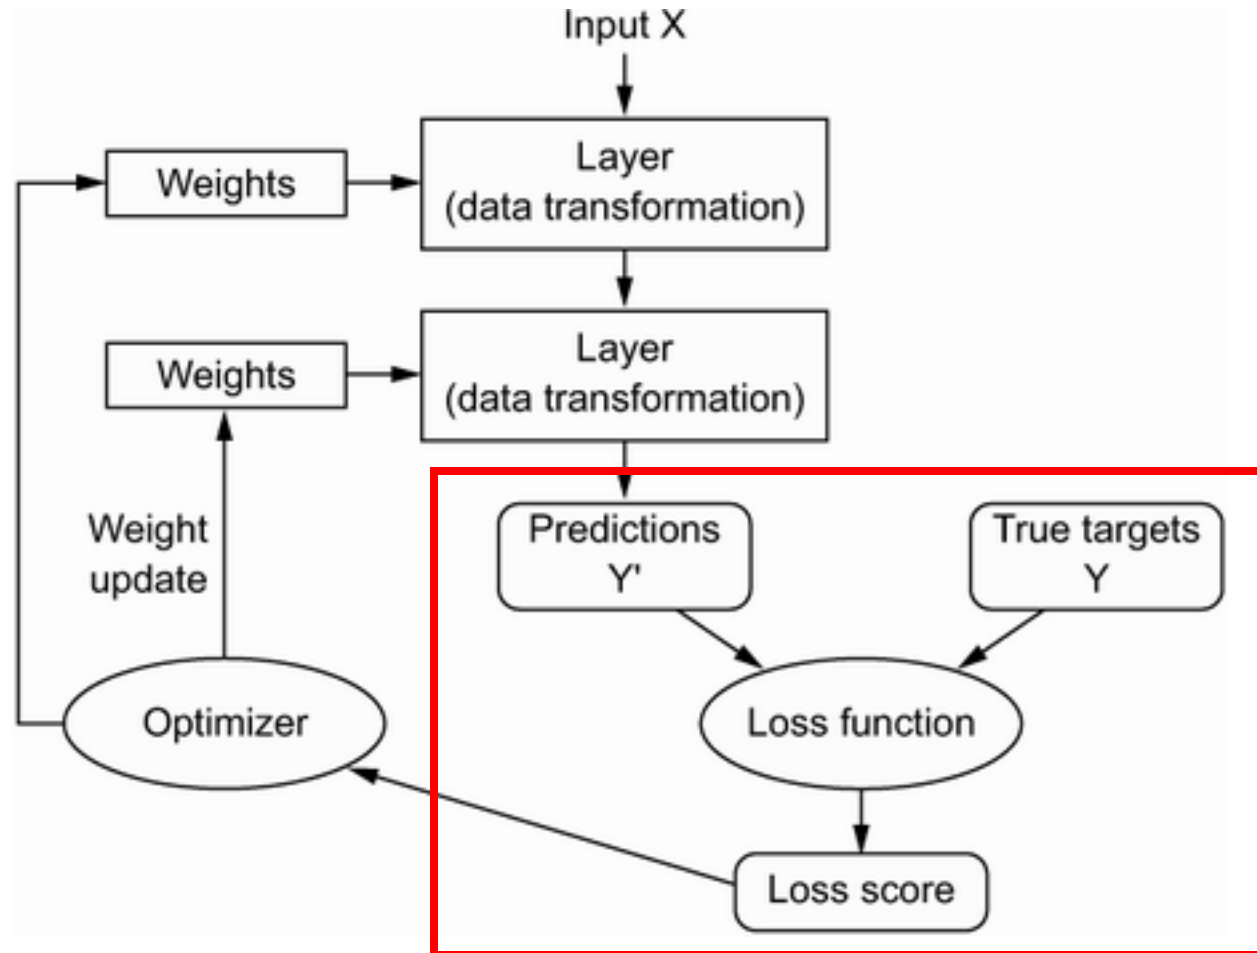 Input X
Layer
(data transformation)
Weights
Layer
(data transformation)
Weights
Weight
update
Predictions
Y'
True targets
Y
Optimizer
Loss function
Loss score